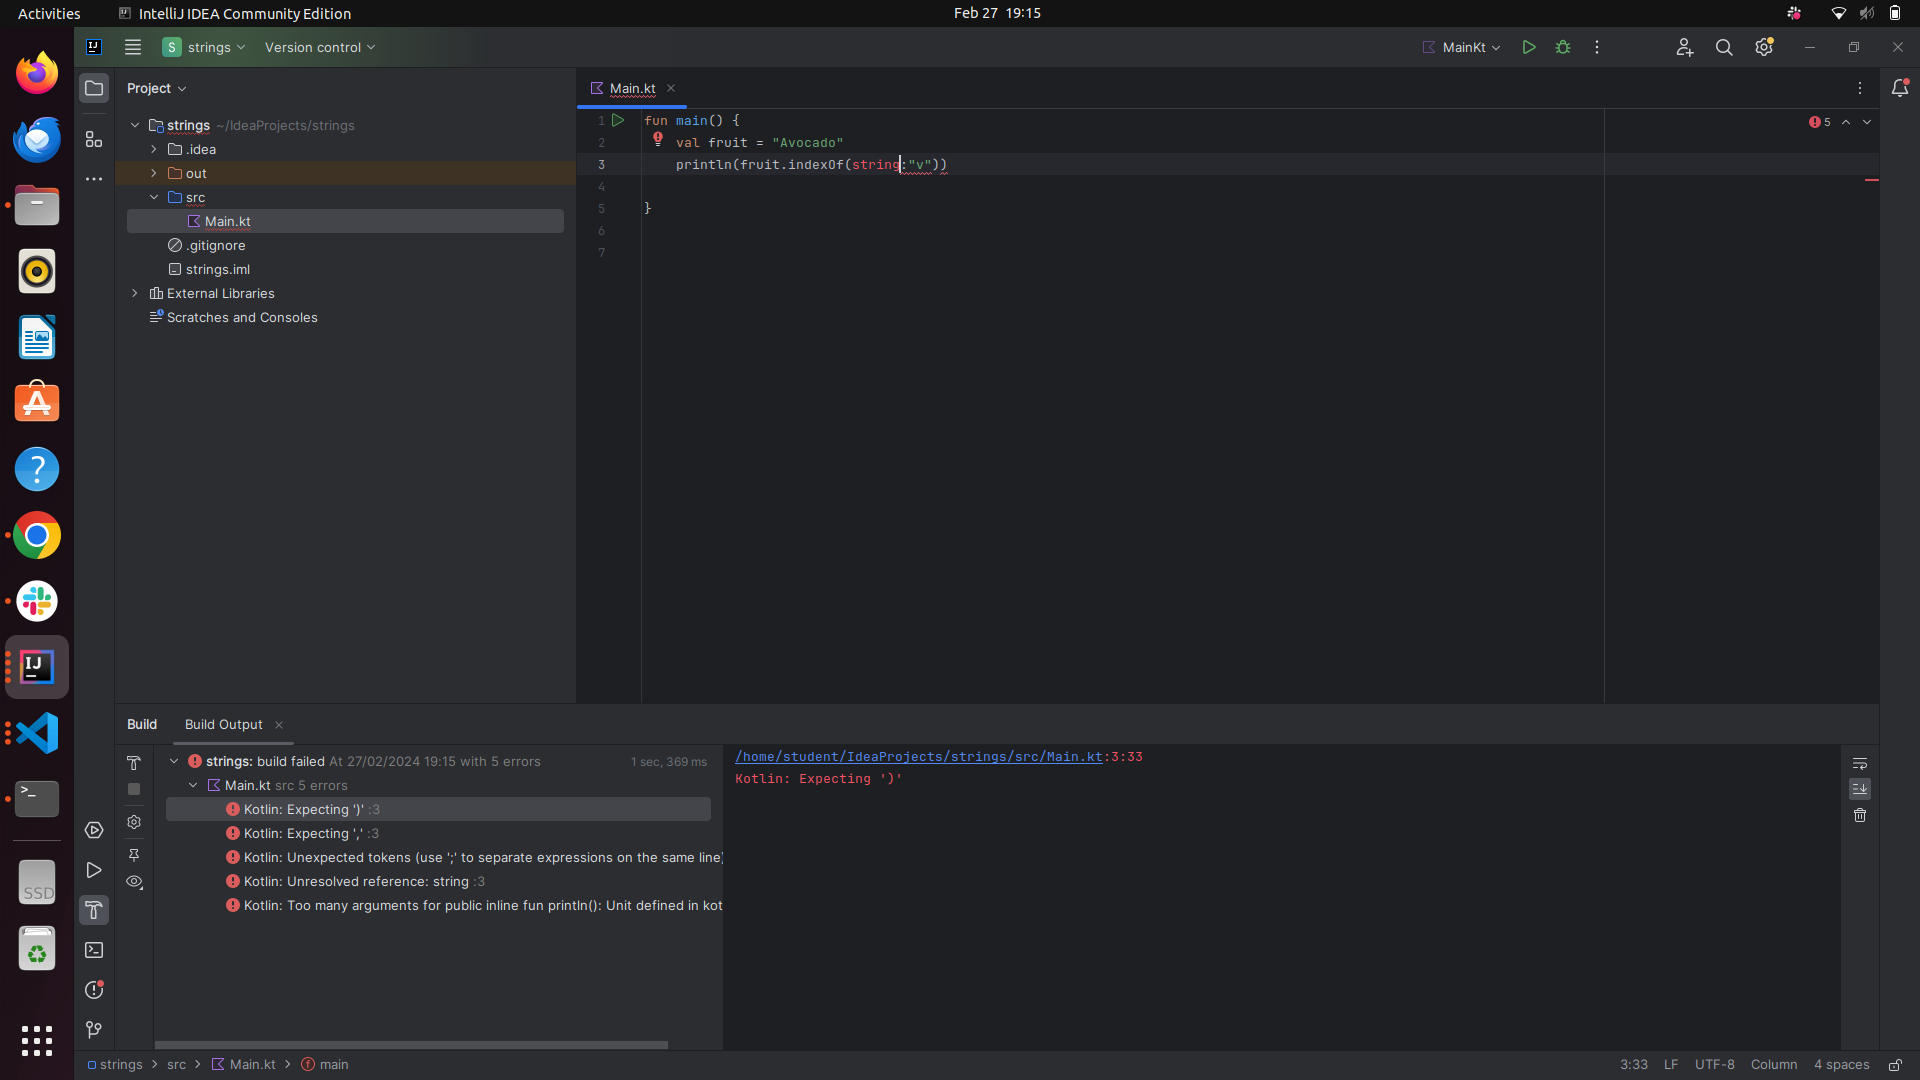 Activities
IntelliJ IDEA Community Edition
Feb 27 19:15
IJ
S strings
Version control
MainKt
Project
strings ~/IdeaProjects/strings
.idea
out
src
Main.kt
.gitignore
strings.iml
External Libraries
Scratches and Consoles
Main.kt
5
1 fun main() {
2 val fruit = "Avocado"
3 println(fruit.indexOf(string:"v"))
4
5 }
6
7
Build
Build Output
strings: build failed At 27/02/2024 19:15 with 5 errors
1 sec, 369 ms
Main.kt src 5 errors
Kotlin: Expecting ')' :3
Kotlin: Expecting ',' :3
Kotlin: Unexpected tokens (use ';' to separate expressions on the same line)
Kotlin: Unresolved reference: string :3
Kotlin: Too many arguments for public inline fun println(): Unit defined in kot
/home/student/IdeaProjects/strings/src/Main.kt:3:33
Kotlin: Expecting ')'
IJ
SSD
strings > src > Main.kt > main
3:33
LF
UTF-8
Column
4 spaces